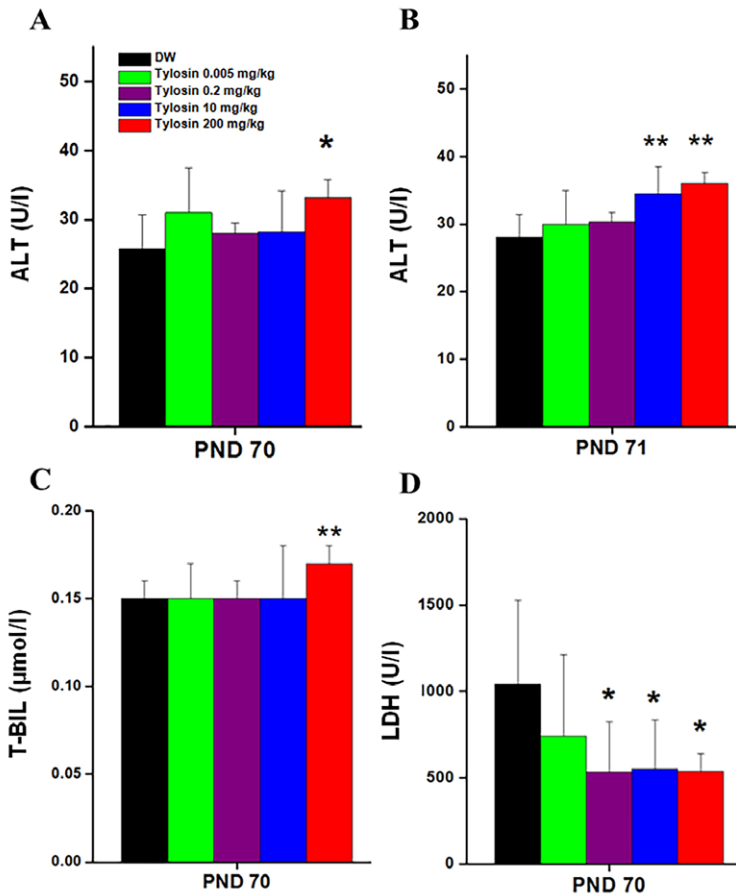 A
DW
Tylosin 0.005 mg/kg
Tylosin 0.2 mg/kg
Tylosin 10 mg/kg
Tylosin 200 mg/kg
50
40
30
20
10
0
*
ALT (U/l)
PND 70
B
50
40
30
20
10
0
** **
ALT (U/l)
PND 71
C
0.20
0.15
0.10
0.05
0.00
**
T-BIL (µmol/l)
PND 70
D
2000
1500
1000
500
0
* * *
LDH (U/l)
PND 70